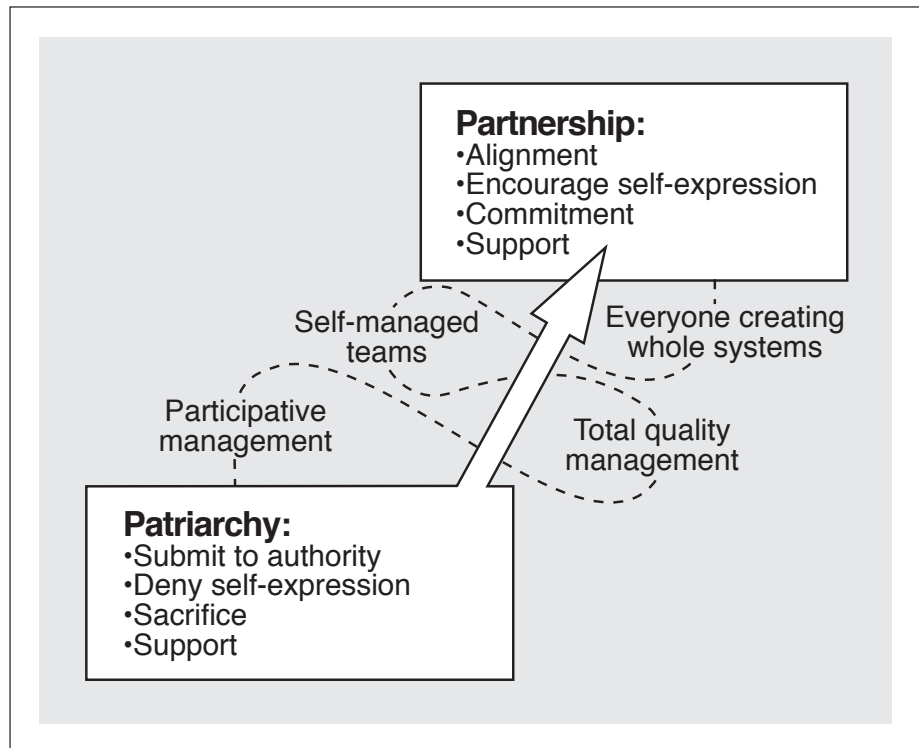 Partnership:
•Alignment
•Encourage self-expression
•Commitment
•Support
Self-managed
teams
Everyone creating
whole systems
Participative
management
Total quality
management
Patriarchy:
•Submit to authority
•Deny self-expression
•Sacrifice
•Support